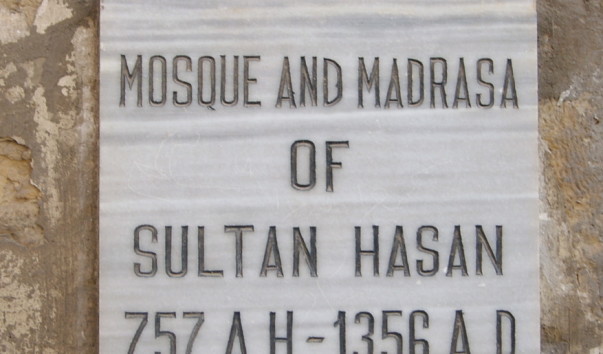 MOSQUE AND MADRASA
OF
SULTAN HASAN
757 A.H-1356 A.D